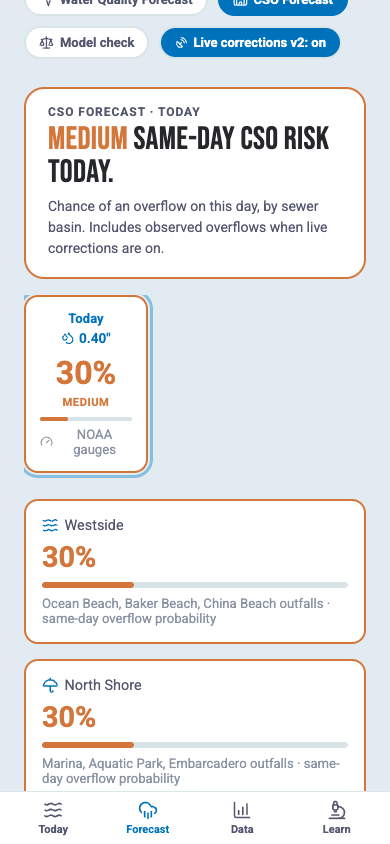 Water Quality Forecast
CSO Forecast
Model check
Live corrections v2: on
CSO FORECAST · TODAY
MEDIUM SAME-DAY CSO RISK
TODAY.
Chance of an overflow on this day, by sewer
basin. Includes observed overflows when live
corrections are on.
Today
0.40"
30%
MEDIUM
NOAA
gauges
Westside
30%
Ocean Beach, Baker Beach, China Beach outfalls ·
same-day overflow probability
North Shore
30%
Marina, Aquatic Park, Embarcadero outfalls · same-
day overflow probability
Today
Forecast
Data
Learn